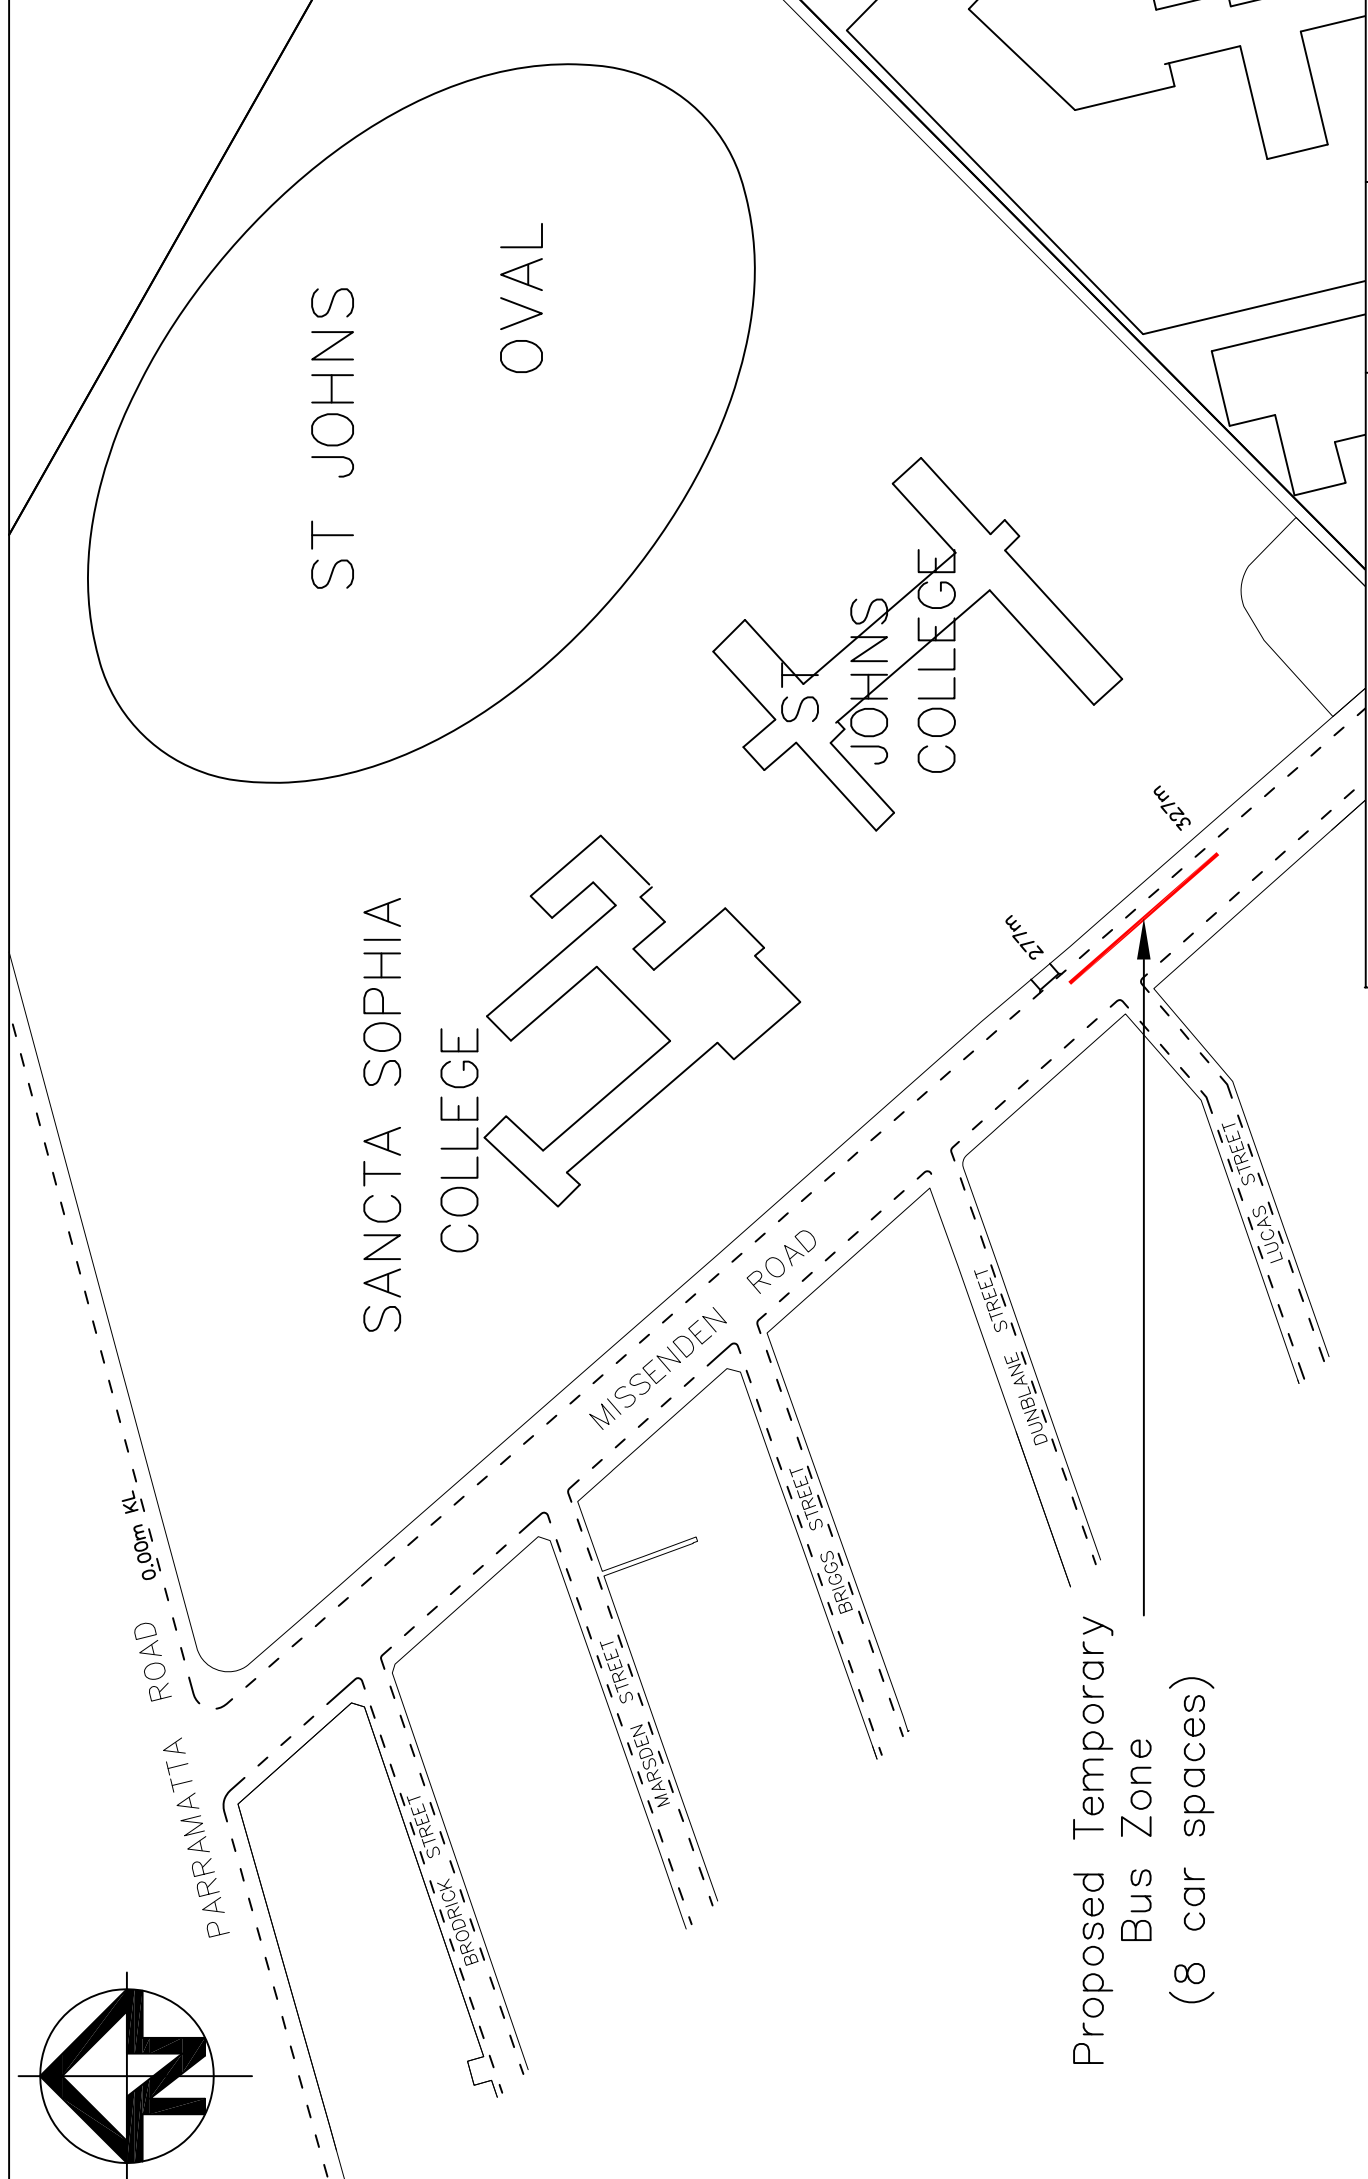 ST JOHNS
OVAL
ST
JOHNS
COLLEGE
SANCTA SOPHIA
COLLEGE
327m
277m
0.00m KL
PARRAMATTA ROAD
MISSENDEN ROAD
BRODRICK STREET
MARSDEN STREET
BRIGGS STREET
DUNBLANE STREET
LUCAS STREET
Proposed Temporary
Bus Zone
(8 car spaces)
N